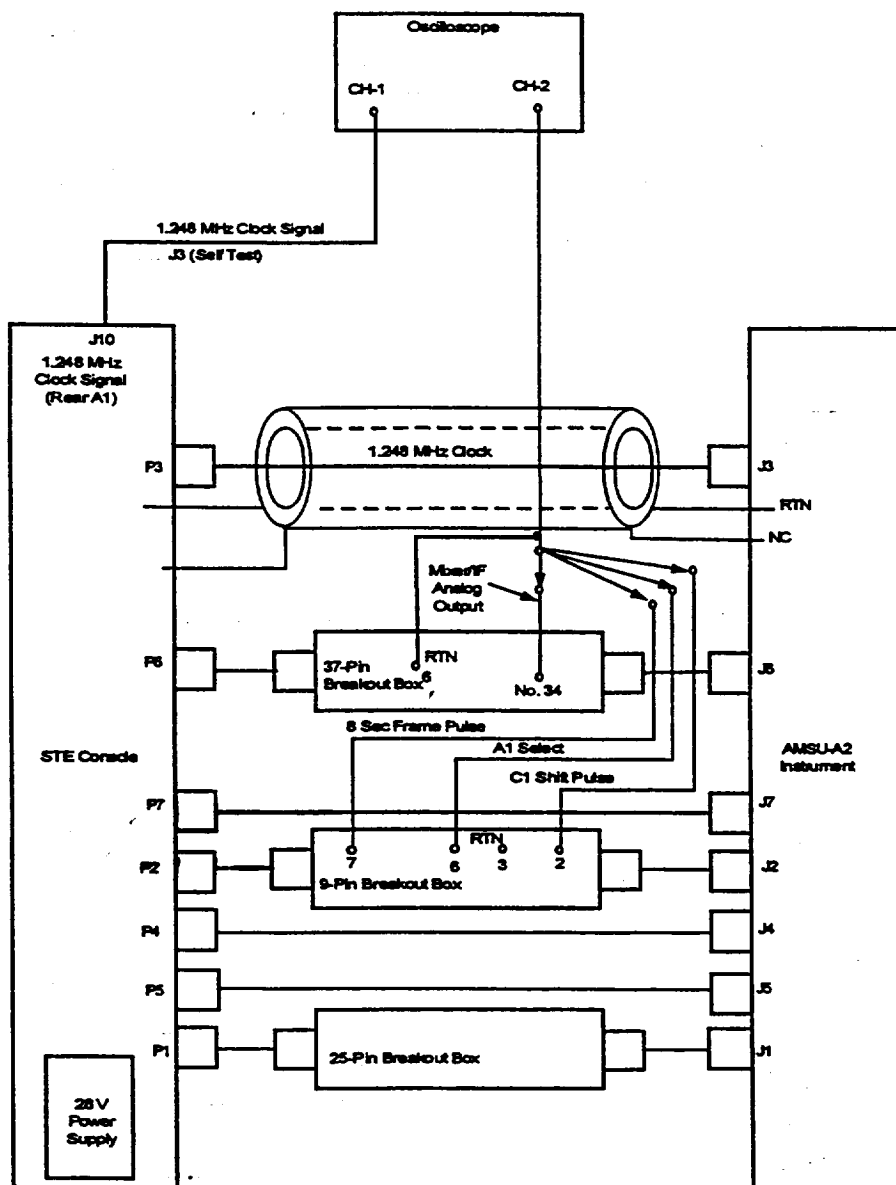 Oscilloscope
CH-1
CH-2
1.248 MHz Clock Signal
J3 (Self Test)
J10
1.248 MHz
Clock Signal
(Rear A1)
P3
1.248 MHz Clock
J3
RTN
NC
Mixer/IF
Analog
Output
P6
37-Pin
Breakout Box
RTN
6
No. 34
J6
8 Sec Frame Pulse
A1 Select
C1 Shift Pulse
STE Console
AMSU-A2
Instrument
P7
J7
RTN
7
6
3
2
P2
9-Pin Breakout Box
J2
P4
J4
P5
J5
P1
25-Pin Breakout Box
J1
28 V
Power
Supply